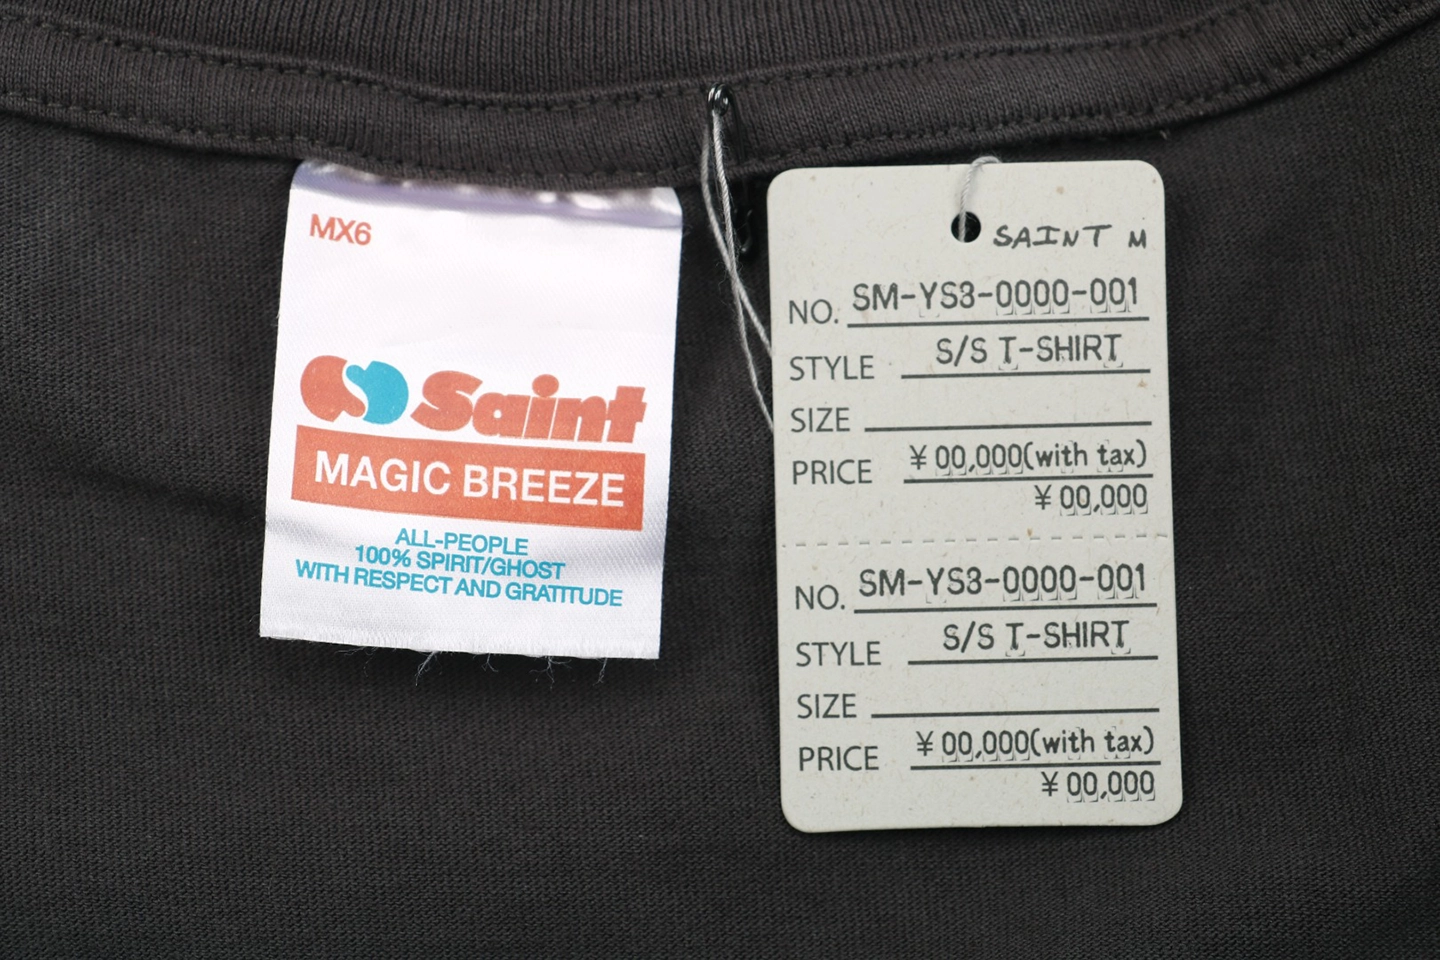 MX6
Saint
MAGIC BREEZE
ALL-PEOPLE
100% SPIRIT/GHOST
WITH RESPECT AND GRATITUDE
SAINT M
NO. SM-YS3-0000-001
STYLE S/S T-SHIRT
SIZE
PRICE ¥00,000(with tax)
¥00,000
NO. SM-YS3-0000-001
STYLE S/S T-SHIRT
SIZE
PRICE ¥00,000(with tax)
¥00,000